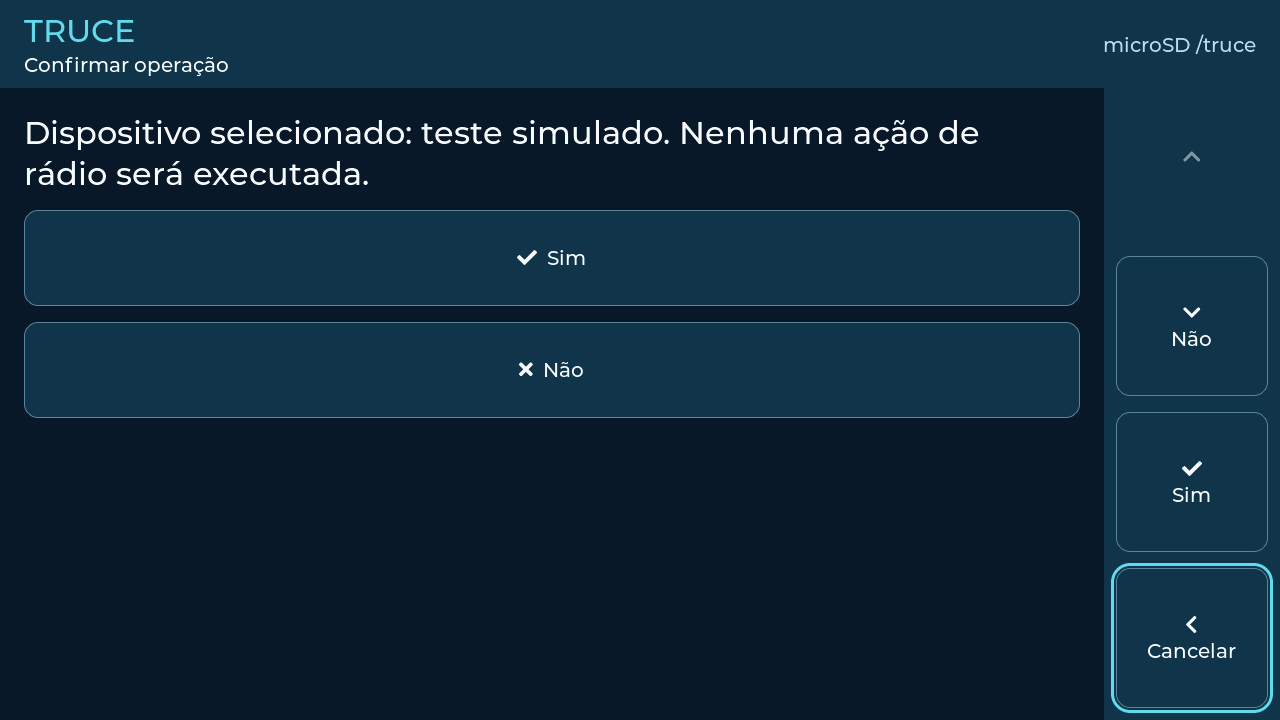 TRUCE
Confirmar operação
microSD /truce
Dispositivo selecionado: teste simulado. Nenhuma ação de
rádio será executada.
Sim
Não
Não
Sim
Cancelar